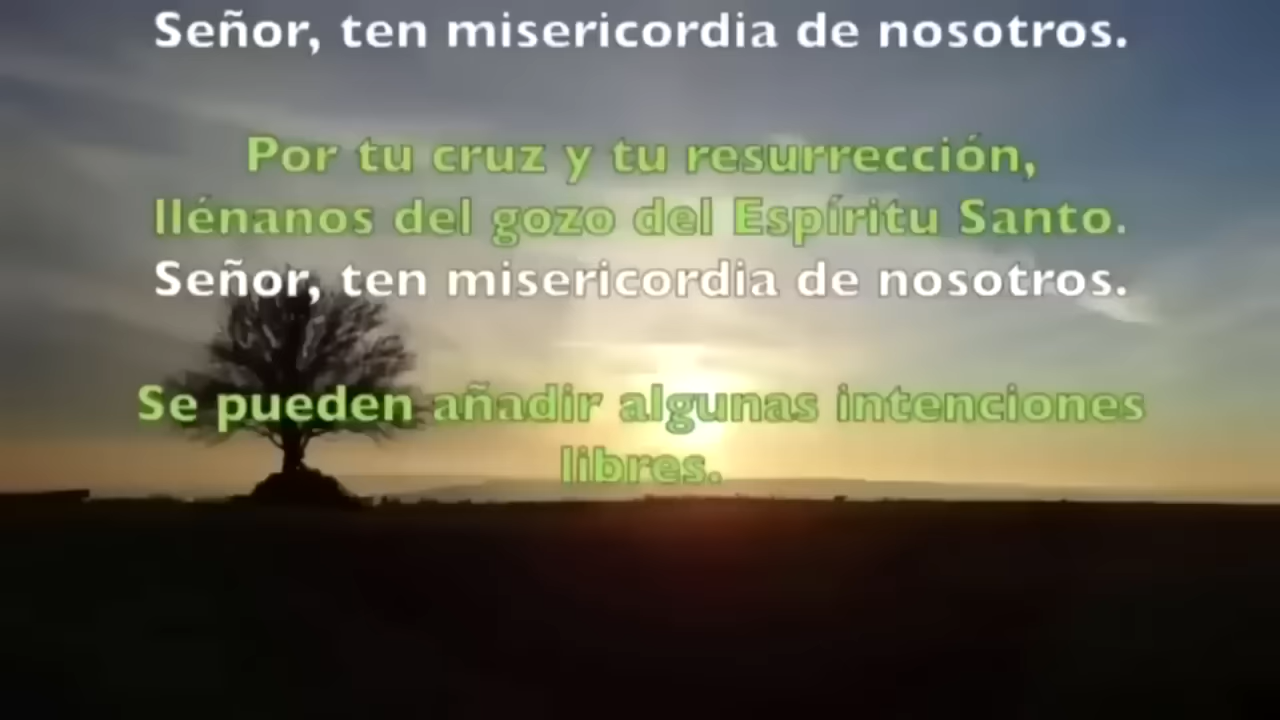 Señor, ten misericordia de nosotros.
Por tu cruz y tu resurrección,
llénanos del gozo del Espíritu Santo.
Señor, ten misericordia de nosotros.
Se pueden añadir algunas intenciones
libres.